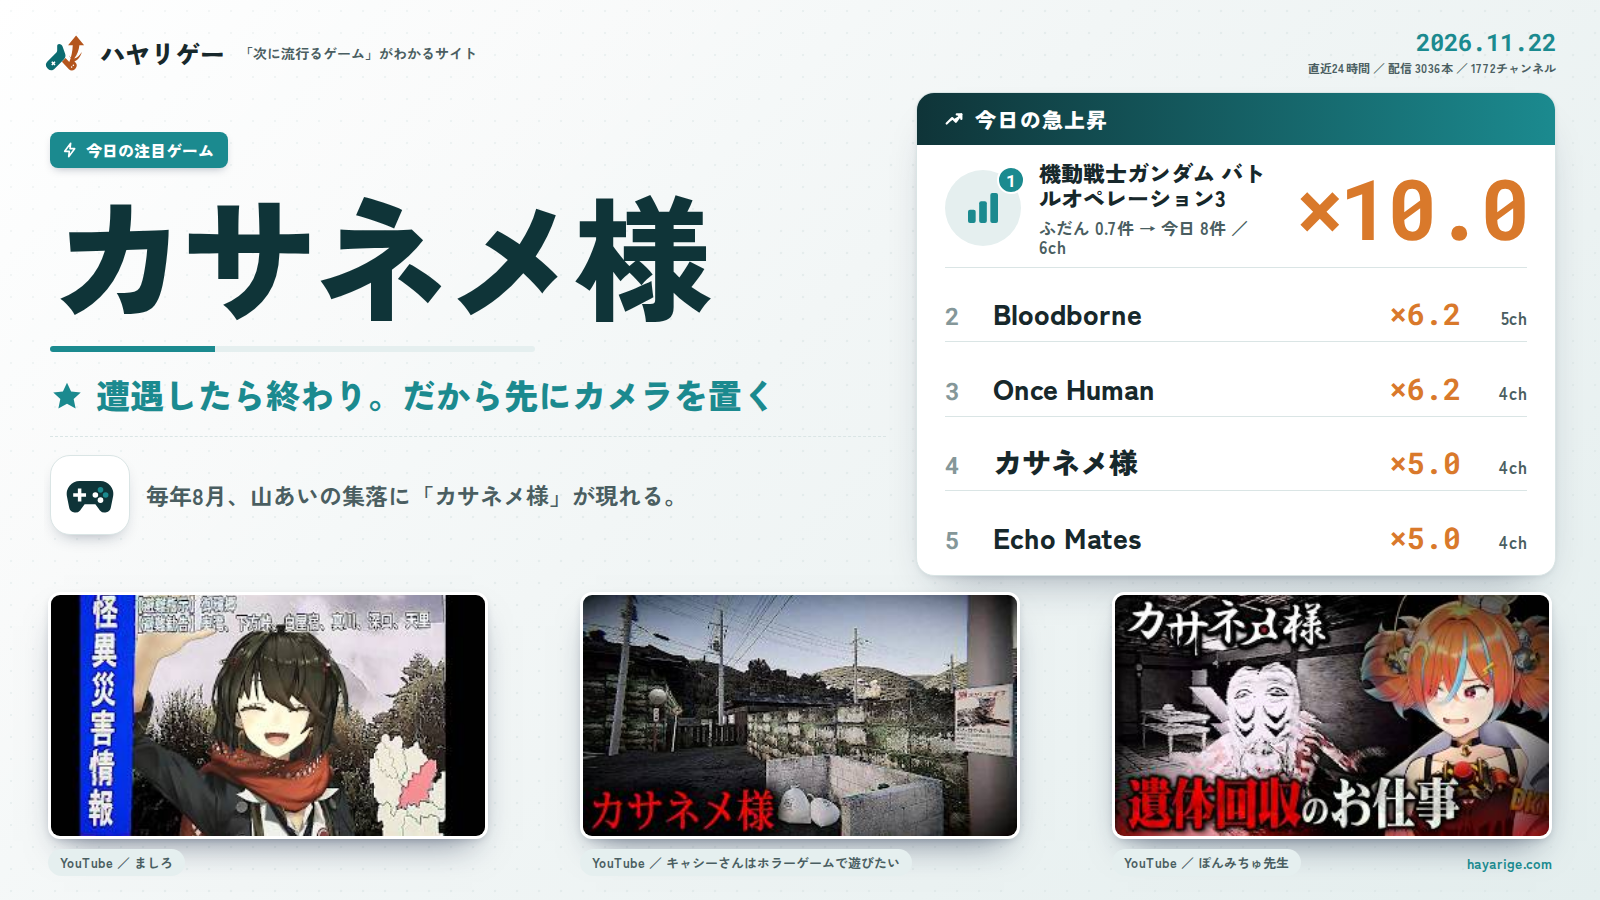 ハヤリゲー
「次に流行るゲーム」がわかるサイト
2026.11.22
直近24時間 ／ 配信 3036本 ／ 1772チャンネル
今日の注目ゲーム
カサネメ様
遭遇したら終わり。だから先にカメラを置く
毎年8月、山あいの集落に「カサネメ様」が現れる。
今日の急上昇
1
機動戦士ガンダム バト
ルオペレーション3
ふだん 0.7件 → 今日 8件 ／
6ch
×10.0
2 Bloodborne ×6.2 5ch
3 Once Human ×6.2 4ch
4 カサネメ様 ×5.0 4ch
5 Echo Mates ×5.0 4ch
怪異災害情報
カサネメ様
カサネメ様
遺体回収のお仕事
YouTube ／ ましろ
YouTube ／ キャシーさんはホラーゲームで遊びたい
YouTube ／ ぽんみちゅ先生
hayarige.com